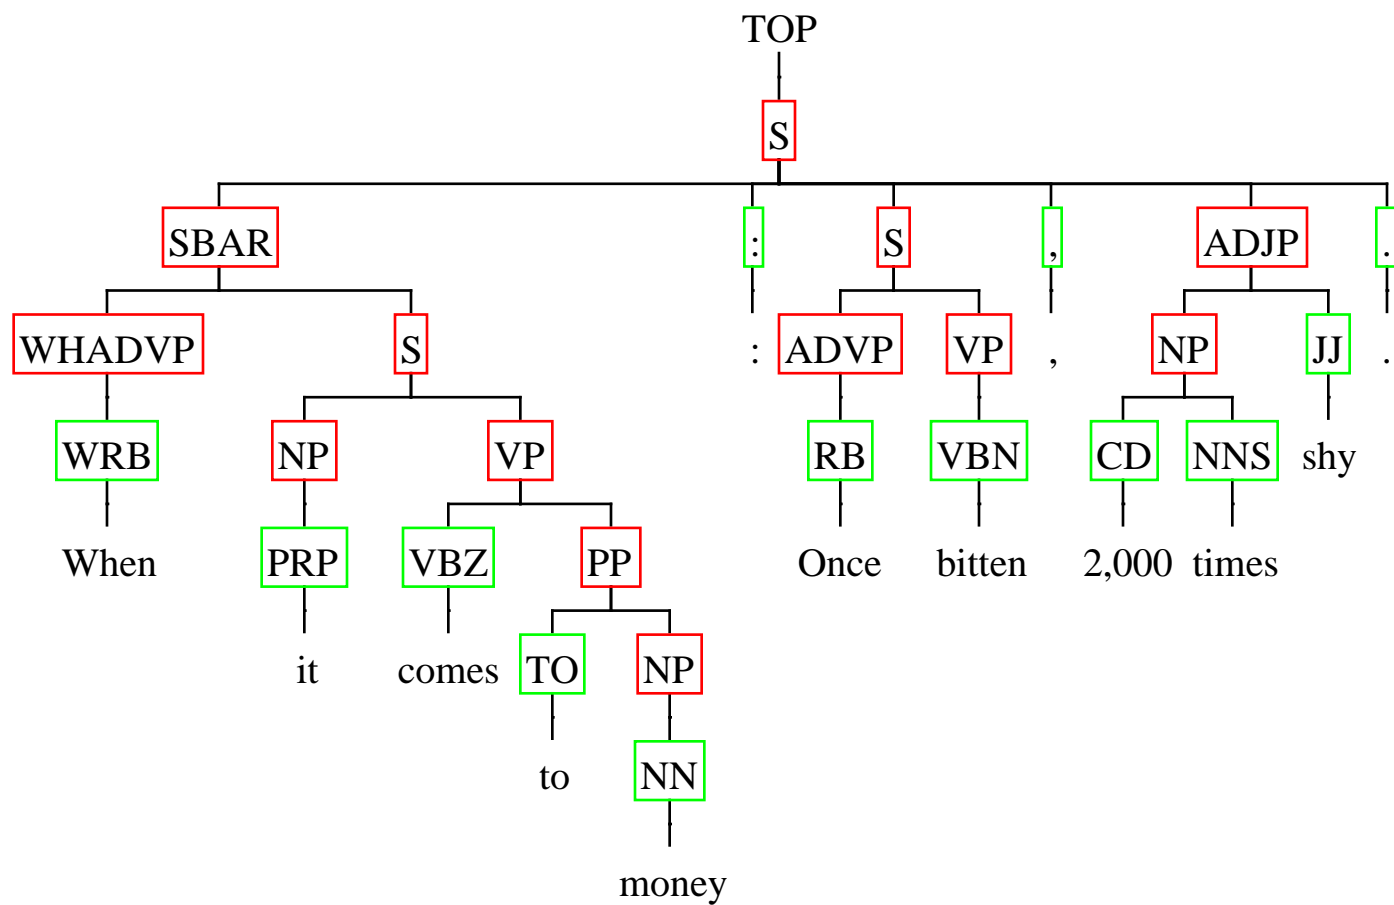 TOP
S
SBAR : S , ADJP .
WHADVP S : ADVP VP , NP JJ .
WRB NP VP RB VBN CD NNS shy
When PRP VBZ PP Once bitten 2,000 times
it comes TO NP
to NN
money